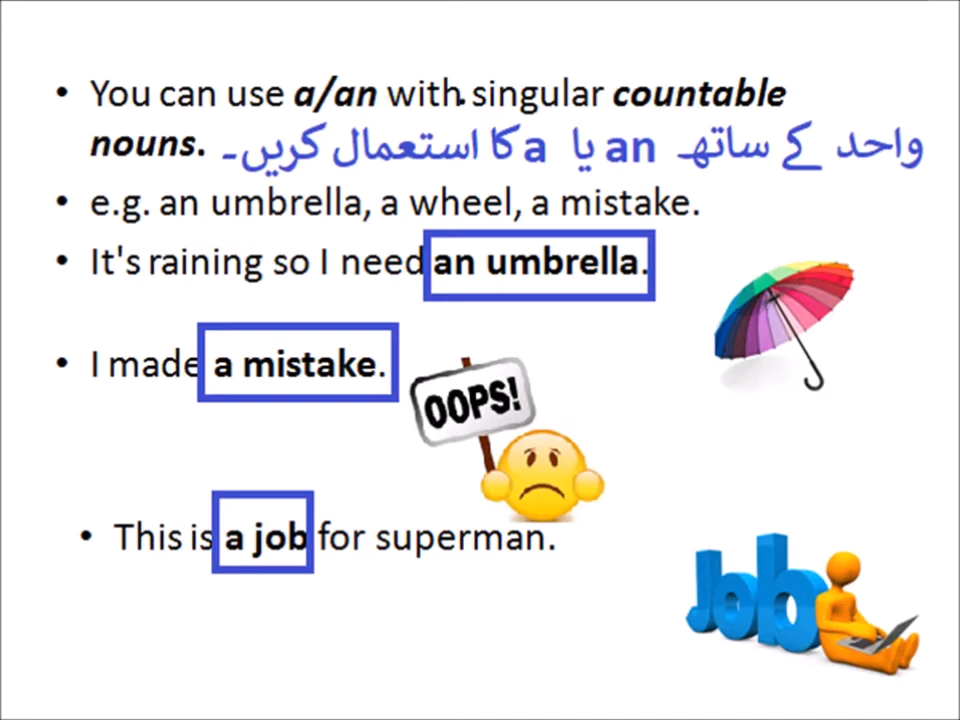 • You can use a/an with singular countable
nouns. واحد کے ساتھ an یا a کا استعمال کریں۔
• e.g. an umbrella, a wheel, a mistake.
• It's raining so I need an umbrella.
• I made a mistake.
OOPS!
• This is a job for superman.
Job